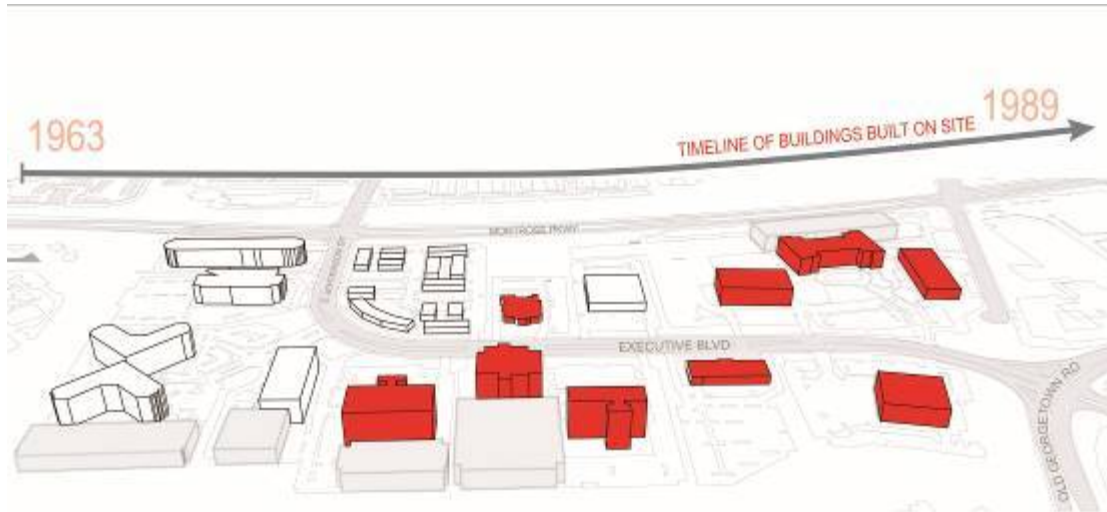 1963
1989
TIMELINE OF BUILDINGS BUILT ON SITE
MONTROSE PKWY
EXECUTIVE BLVD
OLD GEORGETOWN RD